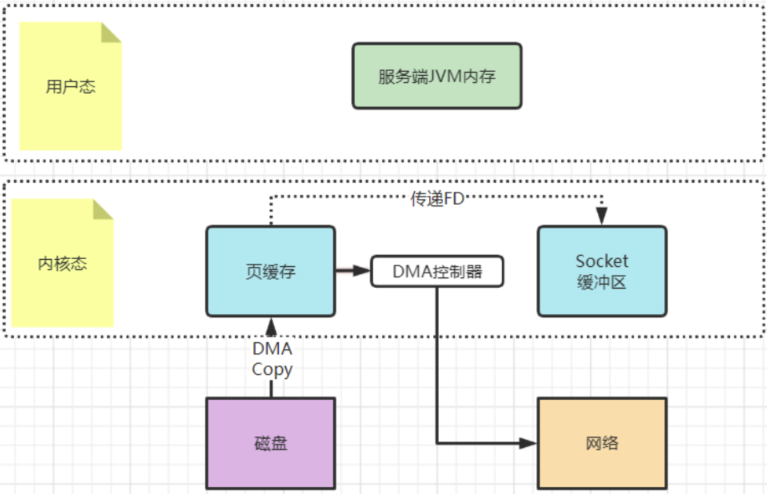 用户态
服务端JVM内存
传递FD
内核态
页缓存
DMA控制器
Socket
缓冲区
DMA
Copy
磁盘
网络